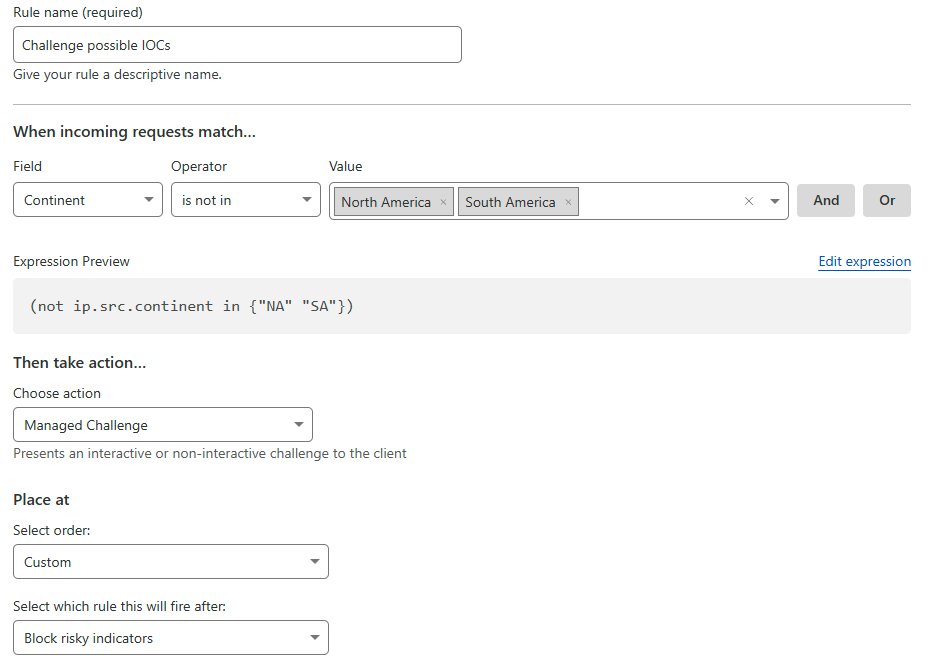 Rule name (required)
Challenge possible IOCs
Give your rule a descriptive name.
When incoming requests match...
Field Operator Value
Continent is not in North America × South America × × And Or
Expression Preview Edit expression
(not ip.src.continent in {"NA" "SA"})
Then take action...
Choose action
Managed Challenge
Presents an interactive or non-interactive challenge to the client
Place at
Select order:
Custom
Select which rule this will fire after:
Block risky indicators